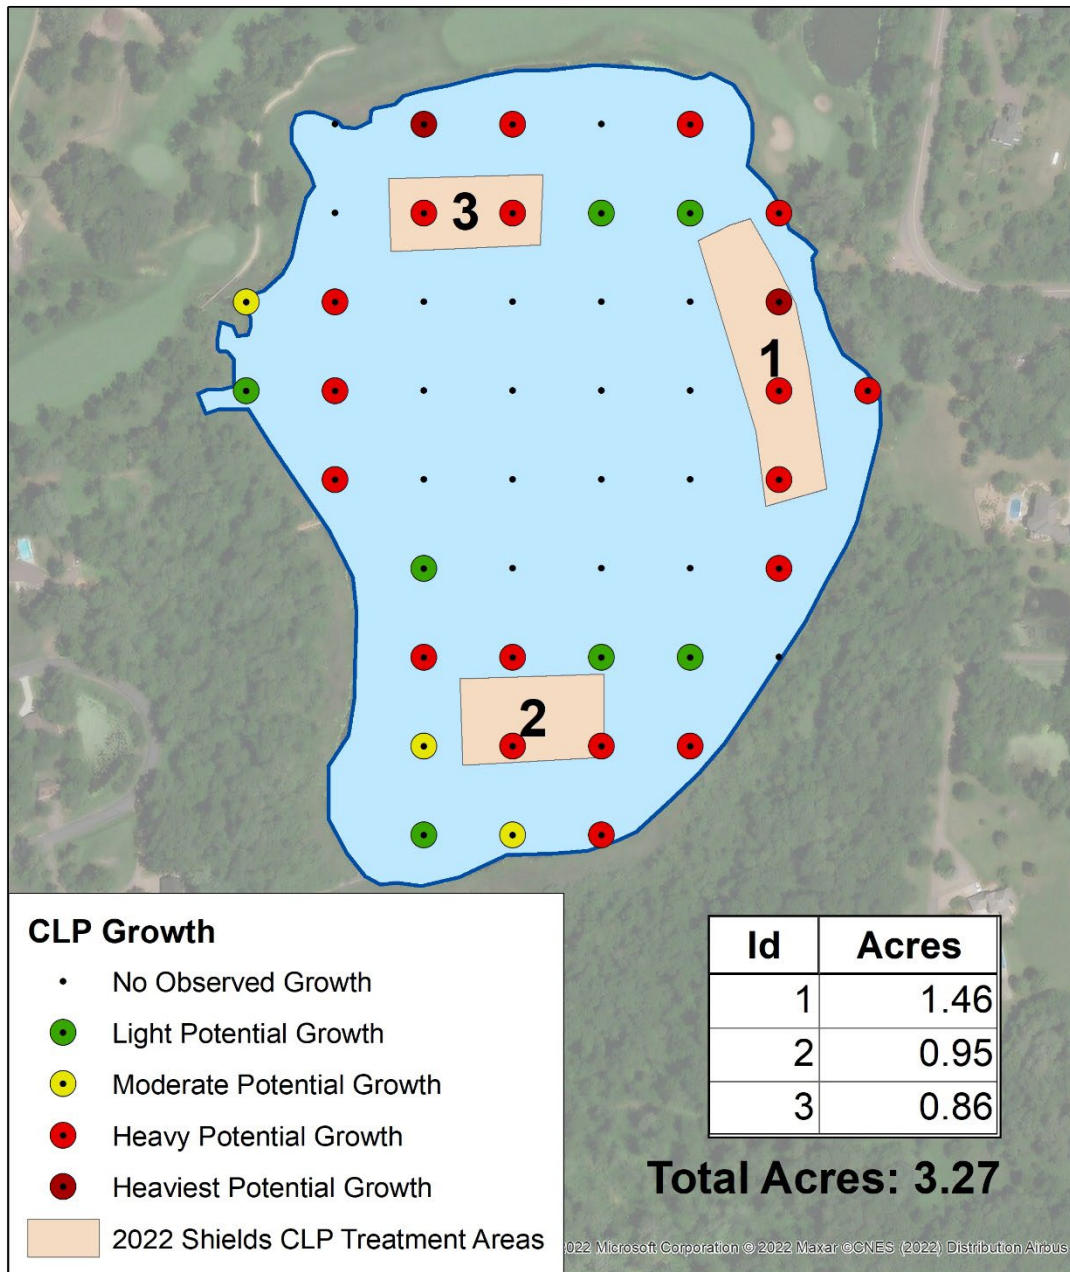 3
1
2
CLP Growth
No Observed Growth
Light Potential Growth
Moderate Potential Growth
Heavy Potential Growth
Heaviest Potential Growth
2022 Shields CLP Treatment Areas
Id Acres
1 1.46
2 0.95
3 0.86
Total Acres: 3.27
2022 Microsoft Corporation © 2022 Maxar ©CNES (2022) Distribution Airbus